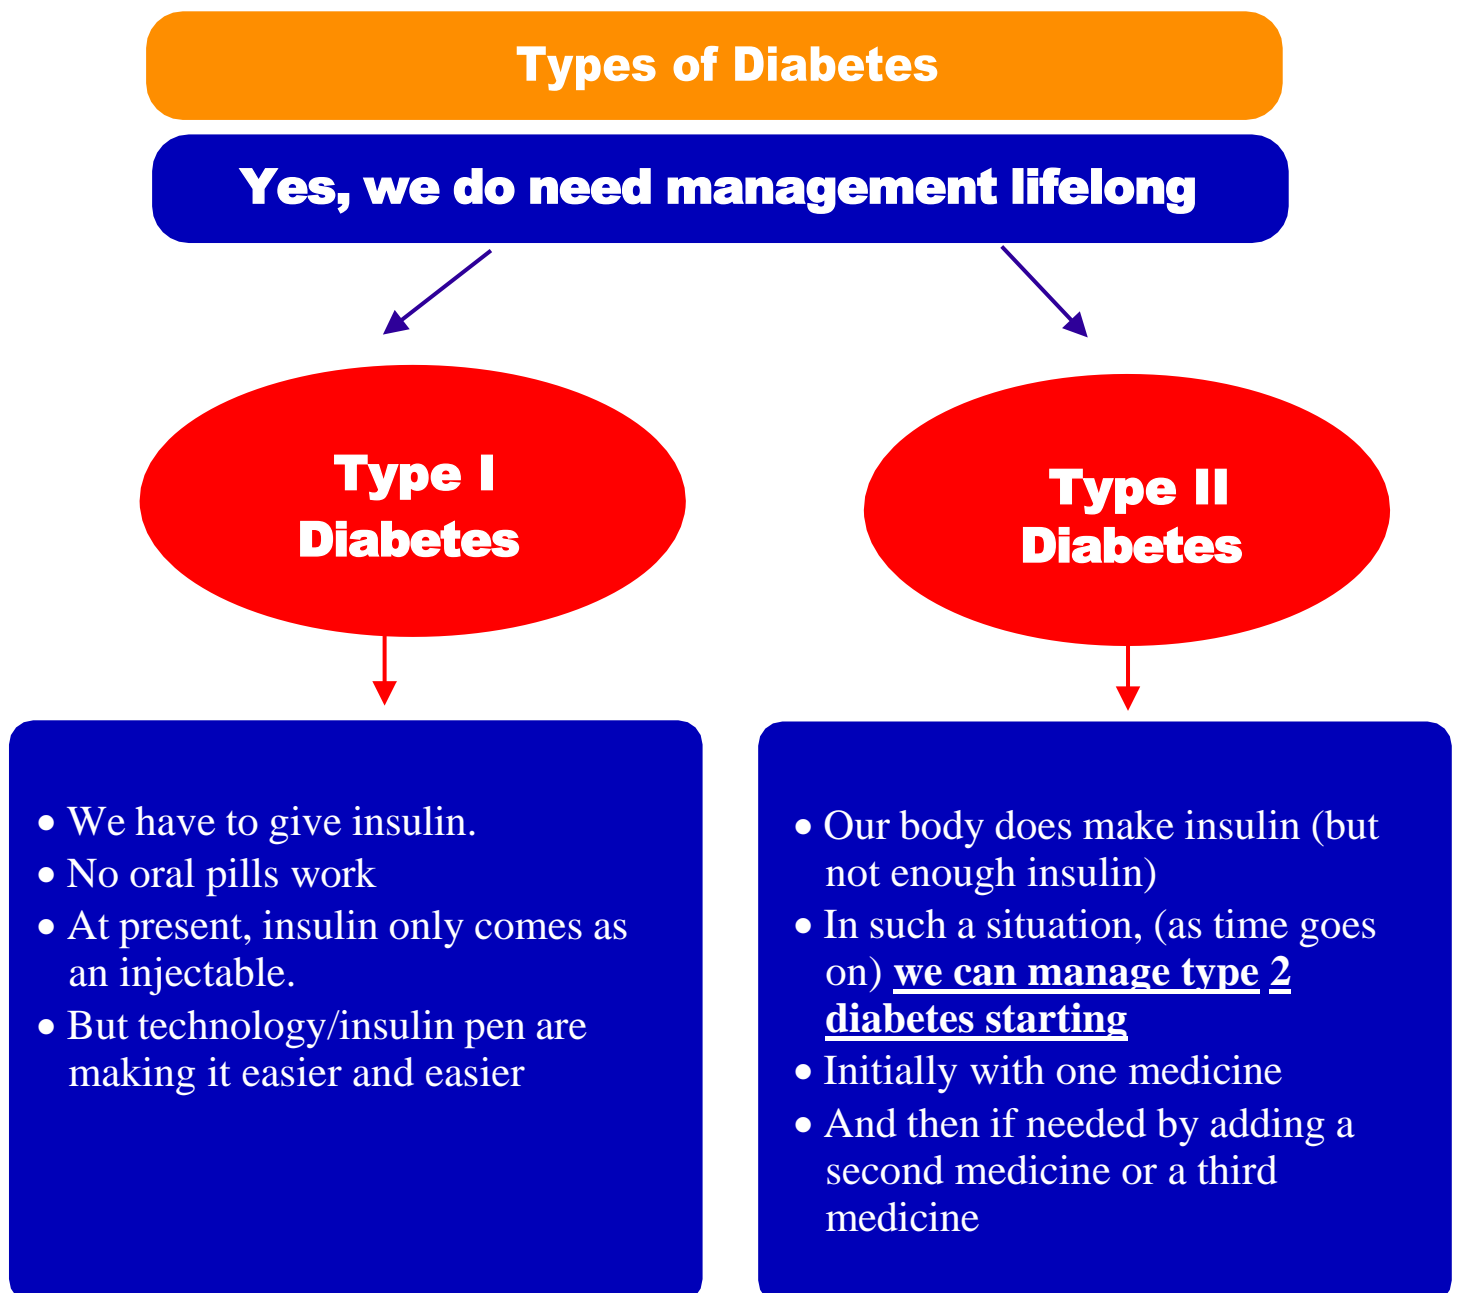 Types of Diabetes
Yes, we do need management lifelong
Type I
Diabetes
Type II
Diabetes
• We have to give insulin.
• No oral pills work
• At present, insulin only comes as
an injectable.
• But technology/insulin pen are
making it easier and easier
• Our body does make insulin (but
not enough insulin)
• In such a situation, (as time goes
on) we can manage type 2
diabetes starting
• Initially with one medicine
• And then if needed by adding a
second medicine or a third
medicine